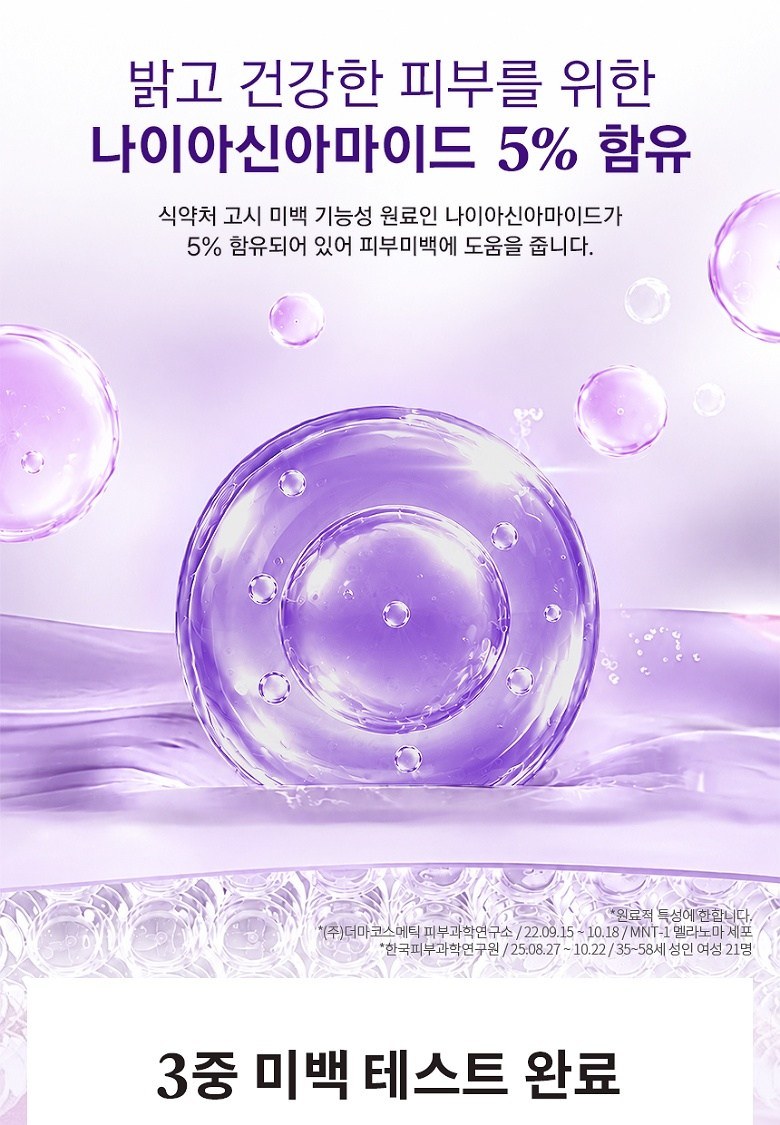 밝고 건강한 피부를 위한
나이아신아마이드 5% 함유
식약처 고시 미백 기능성 원료인 나이아신아마이드가
5% 함유되어 있어 피부미백에 도움을 줍니다.
*원료적 특성에 한합니다.
*(주)더마코스메틱 피부과학연구소 / 22.09.15 ~ 10.18 / MNT-1 멜라노마 세포
*한국피부과학연구원 / 25.08.27 ~ 10.22 / 35~58세 성인 여성 21명
3중 미백 테스트 완료